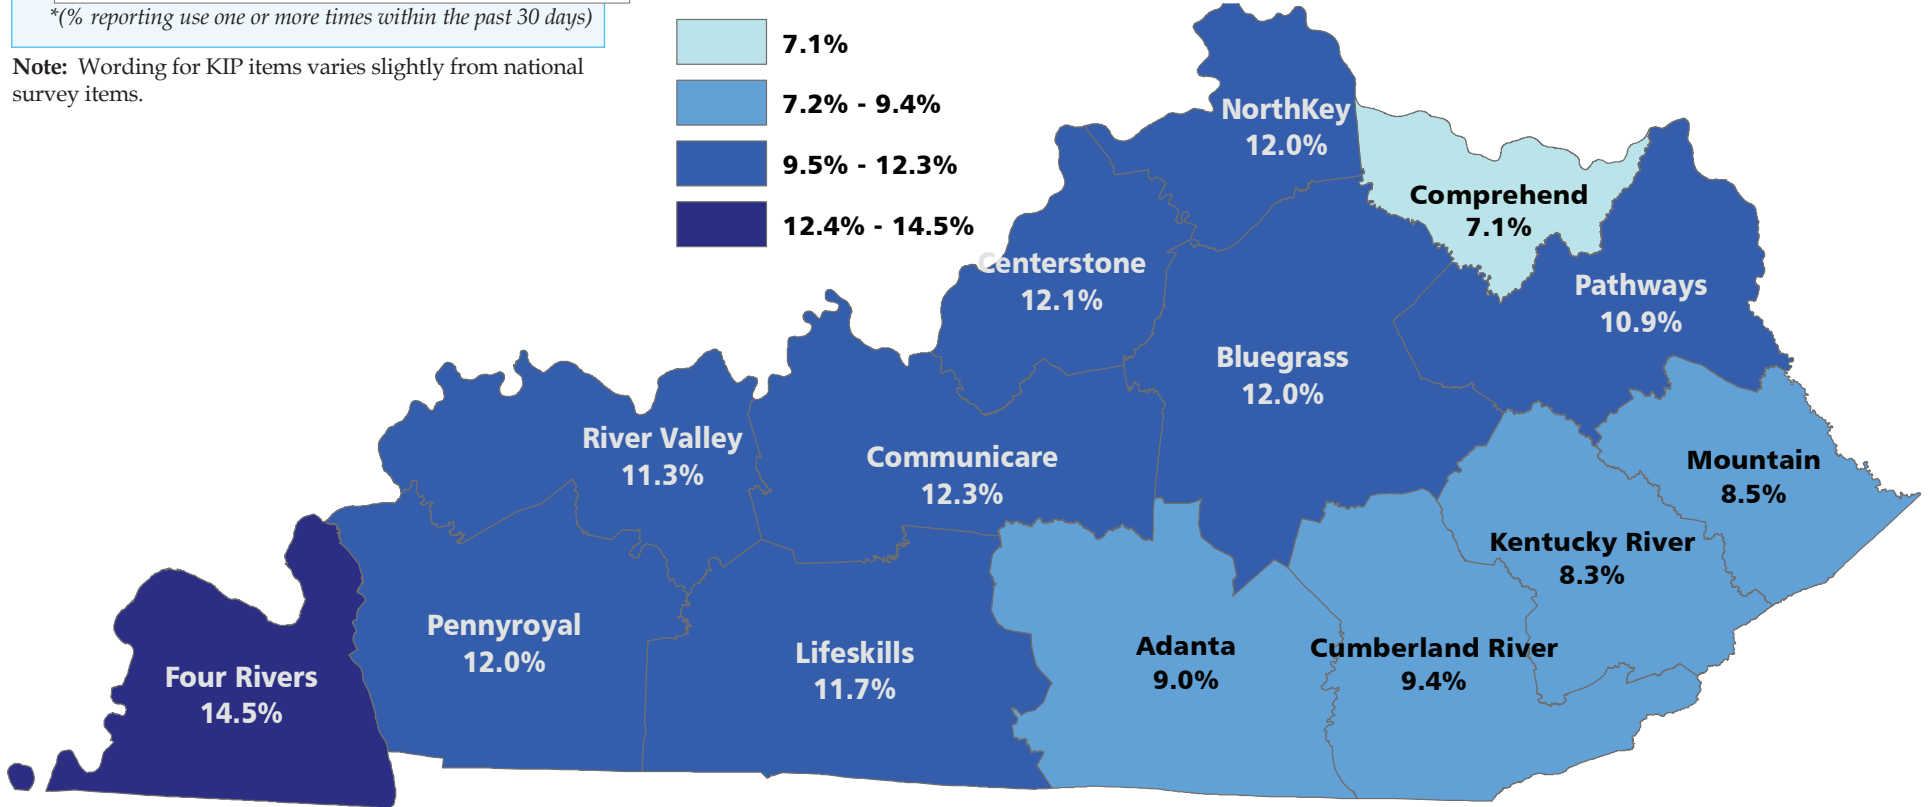 *(% reporting use one or more times within the past 30 days)
Note: Wording for KIP items varies slightly from national
survey items.
7.1%
7.2% - 9.4%
9.5% - 12.3%
12.4% - 14.5%
NorthKey
12.0%
Comprehend
7.1%
Centerstone
12.1%
Pathways
10.9%
Bluegrass
12.0%
River Valley
11.3%
Communicare
12.3%
Mountain
8.5%
Kentucky River
8.3%
Pennyroyal
12.0%
Lifeskills
11.7%
Adanta
9.0%
Cumberland River
9.4%
Four Rivers
14.5%